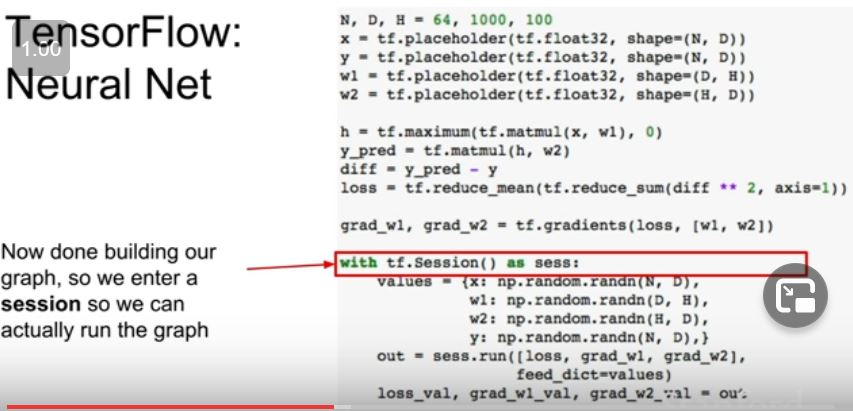 TensorFlow:
1.00
Neural Net
N, D, H = 64, 1000, 100
x = tf.placeholder(tf.float32, shape=(N, D))
y = tf.placeholder(tf.float32, shape=(N, D))
w1 = tf.placeholder(tf.float32, shape=(D, H))
w2 = tf.placeholder(tf.float32, shape=(H, D))
h = tf.maximum(tf.matmul(x, w1), 0)
y_pred = tf.matmul(h, w2)
diff = y_pred - y
loss = tf.reduce_mean(tf.reduce_sum(diff ** 2, axis=1))
grad_w1, grad_w2 = tf.gradients(loss, [w1, w2])
Now done building our
graph, so we enter a
session so we can
actually run the graph
with tf.Session() as sess:
values = {x: np.random.randn(N, D),
w1: np.random.randn(D, H),
w2: np.random.randn(H, D),
y: np.random.randn(N, D),}
out = sess.run([loss, grad_w1, grad_w2],
feed_dict=values)
loss_val, grad_w1_val, grad_w2_val = out